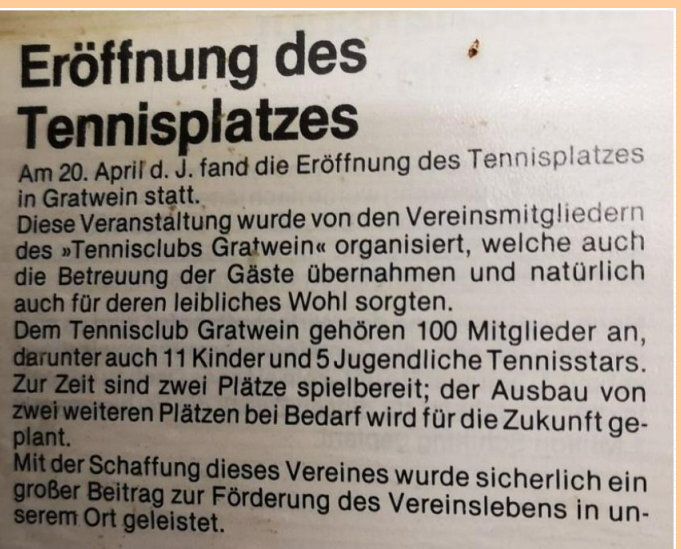 Eröffnung des
Tennisplatzes
Am 20. April d. J. fand die Eröffnung des Tennisplatzes
in Gratwein statt.
Diese Veranstaltung wurde von den Vereinsmitgliedern
des »Tennisclubs Gratwein« organisiert, welche auch
die Betreuung der Gäste übernahmen und natürlich
auch für deren leibliches Wohl sorgten.
Dem Tennisclub Gratwein gehören 100 Mitglieder an,
darunter auch 11 Kinder und 5 Jugendliche Tennisstars.
Zur Zeit sind zwei Plätze spielbereit; der Ausbau von
zwei weiteren Plätzen bei Bedarf wird für die Zukunft ge-
plant.
Mit der Schaffung dieses Vereines wurde sicherlich ein
großer Beitrag zur Förderung des Vereinslebens in un-
serem Ort geleistet.